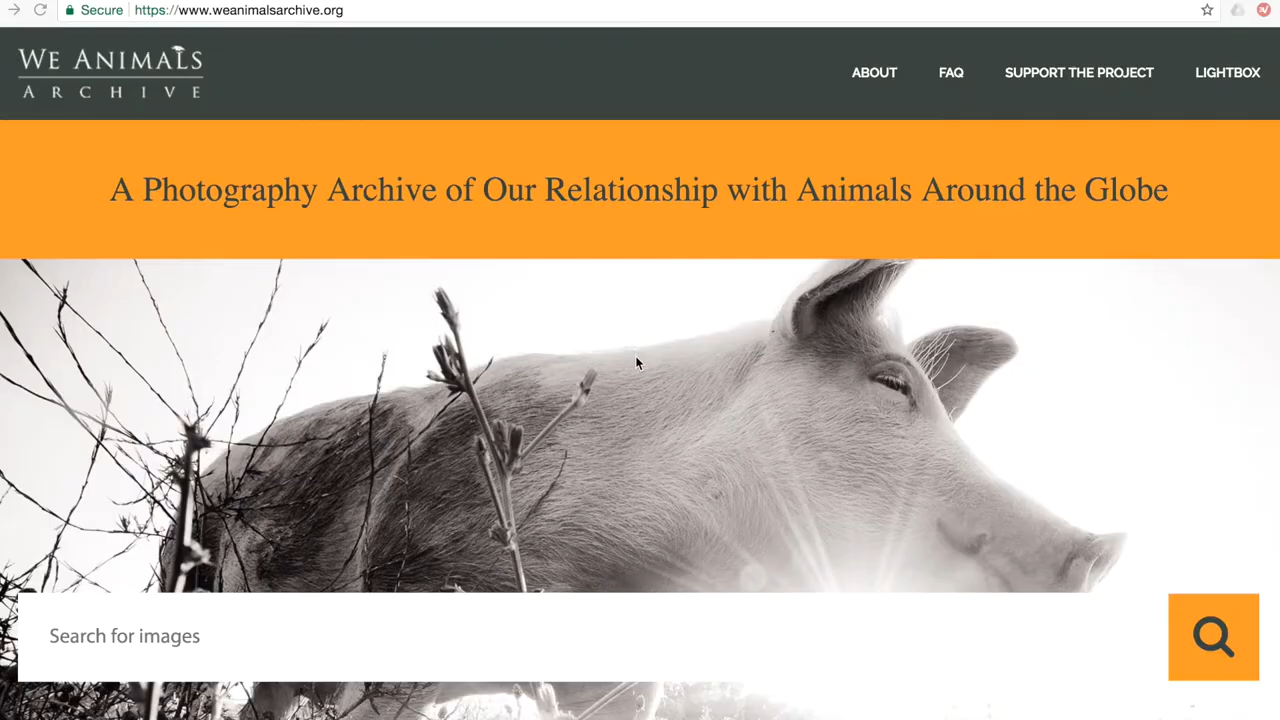 Secure
https://www.weanimalsarchive.org
WE ANIMALS
ARCHIVE
ABOUT
FAQ
SUPPORT THE PROJECT
LIGHTBOX
A Photography Archive of Our Relationship with Animals Around the Globe
Search for images